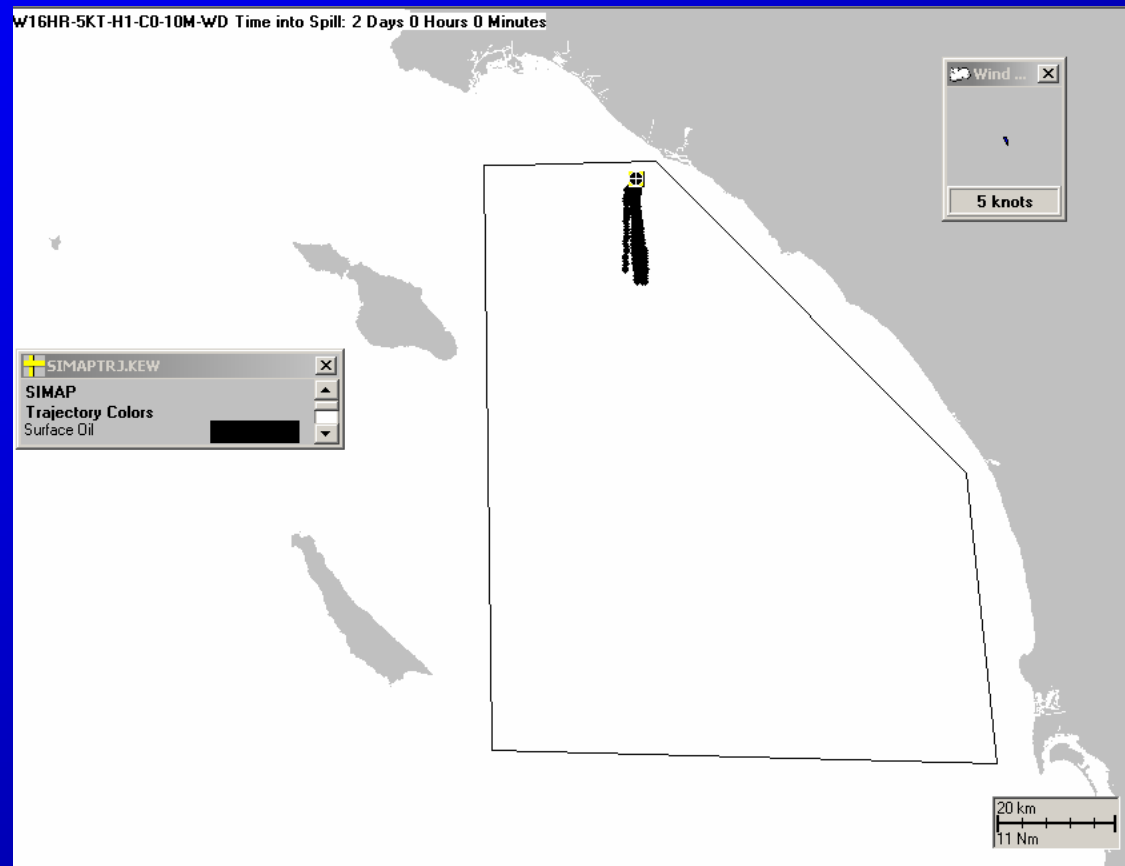 W16HR-5KT-H1-C0-10M-WD Time into Spill: 2 Days 0 Hours 0 Minutes
Wind ...
5 knots
SIMAPTRJ.KEW
SIMAP
Trajectory Colors
Surface Oil
20 km
11 Nm